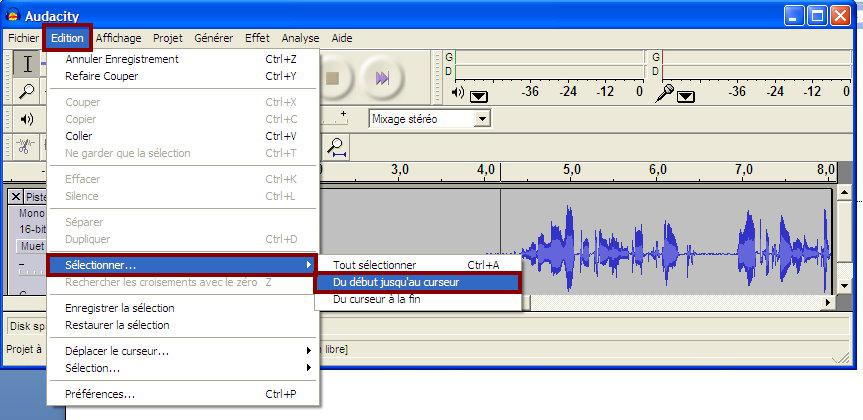 Audacity
Fichier Edition Affichage Projet Générer Effet Analyse Aide
Annuler Enregistrement Ctrl+Z
Refaire Couper Ctrl+Y
Couper Ctrl+X
Copier Ctrl+C
Coller Ctrl+V
Ne garder que la sélection Ctrl+T
Effacer Ctrl+K
Silence Ctrl+L
Séparer
Dupliquer Ctrl+D
Sélectionner...
Rechercher les croisements avec le zéro Z
Enregistrer la sélection
Restaurer la sélection
Déplacer le curseur...
Sélection...
Préférences... Ctrl+P
Tout sélectionner Ctrl+A
Du début jusqu'au curseur
Du curseur à la fin
G
D
-36 -24 -12 0
G
D
-36 -24 -12 0
Mixage stéréo
3,0 4,0 5,0 6,0 7,0 8,0
Piste
Mono
16-bit
Muet
Disk sp
Projet à
libre]